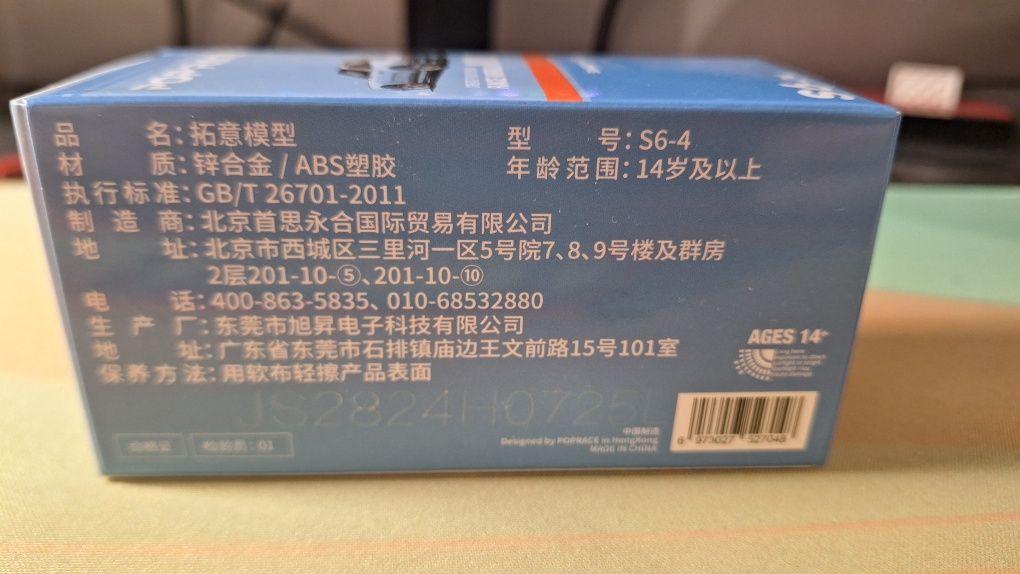 品 名：拓意模型 型 号：S6-4
材 质：锌合金 / ABS塑胶 年龄范围：14岁及以上
执行标准：GB/T 26701-2011
制 造 商：北京首思永合国际贸易有限公司
地 址：北京市西城区三里河一区5号院7、8、9号楼及群房
2层201-10-⑤、201-10-⑩
电 话：400-863-5835、010-68532880
生 产 厂：东莞市旭昇电子科技有限公司
地 址：广东省东莞市石排镇庙边王文前路15号101室
保养方法：用软布轻擦产品表面
AGES 14+
JS2824H0725
中国制造
Designed by POPRACE in HongKong
MADE IN CHINA
合格证 检验员：01
6 973027 527048